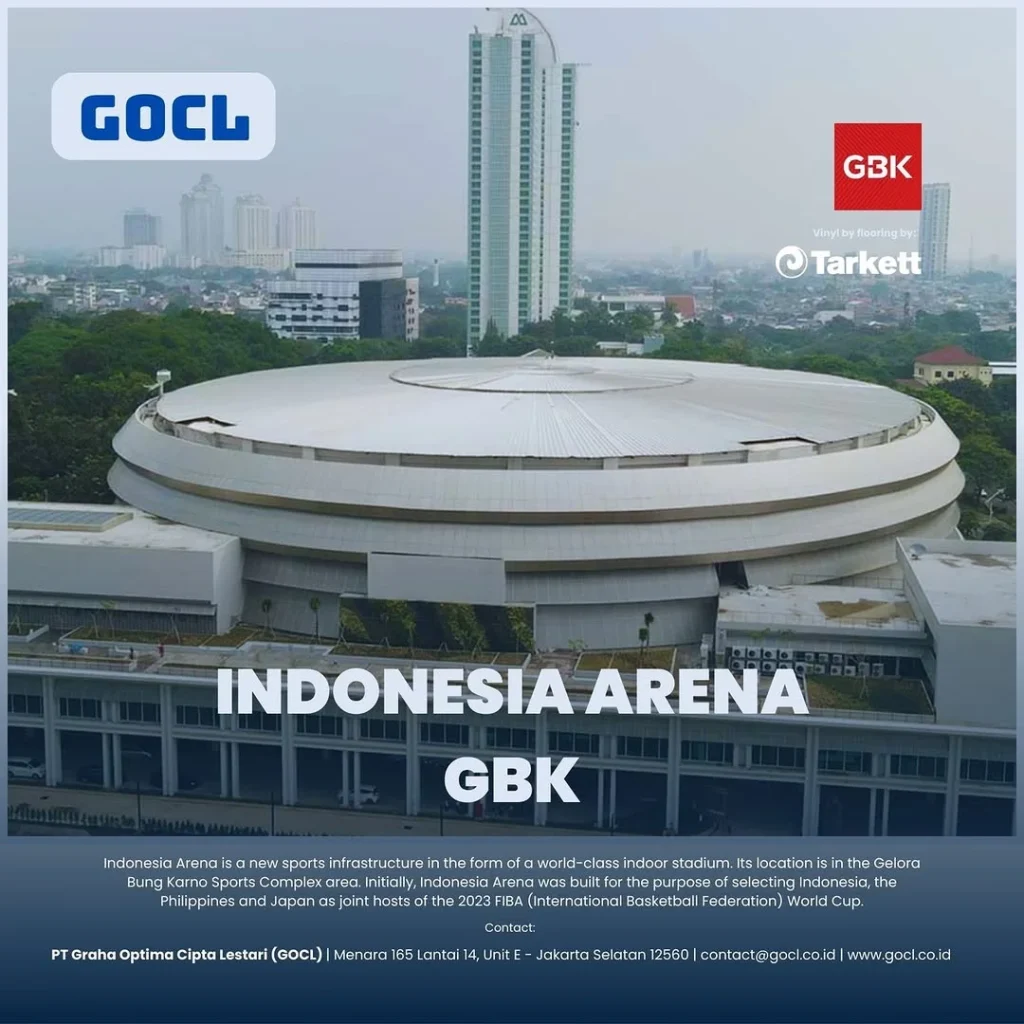 GOCL
GBK
Vinyl by flooring by:
Tarkett
INDONESIA ARENA
GBK
Indonesia Arena is a new sports infrastructure in the form of a world-class indoor stadium. Its location is in the Gelora
Bung Karno Sports Complex area. Initially, Indonesia Arena was built for the purpose of selecting Indonesia, the
Philippines and Japan as joint hosts of the 2023 FIBA (International Basketball Federation) World Cup.
Contact:
PT Graha Optima Cipta Lestari (GOCL) | Menara 165 Lantai 14, Unit E - Jakarta Selatan 12560 | contact@gocl.co.id | www.gocl.co.id